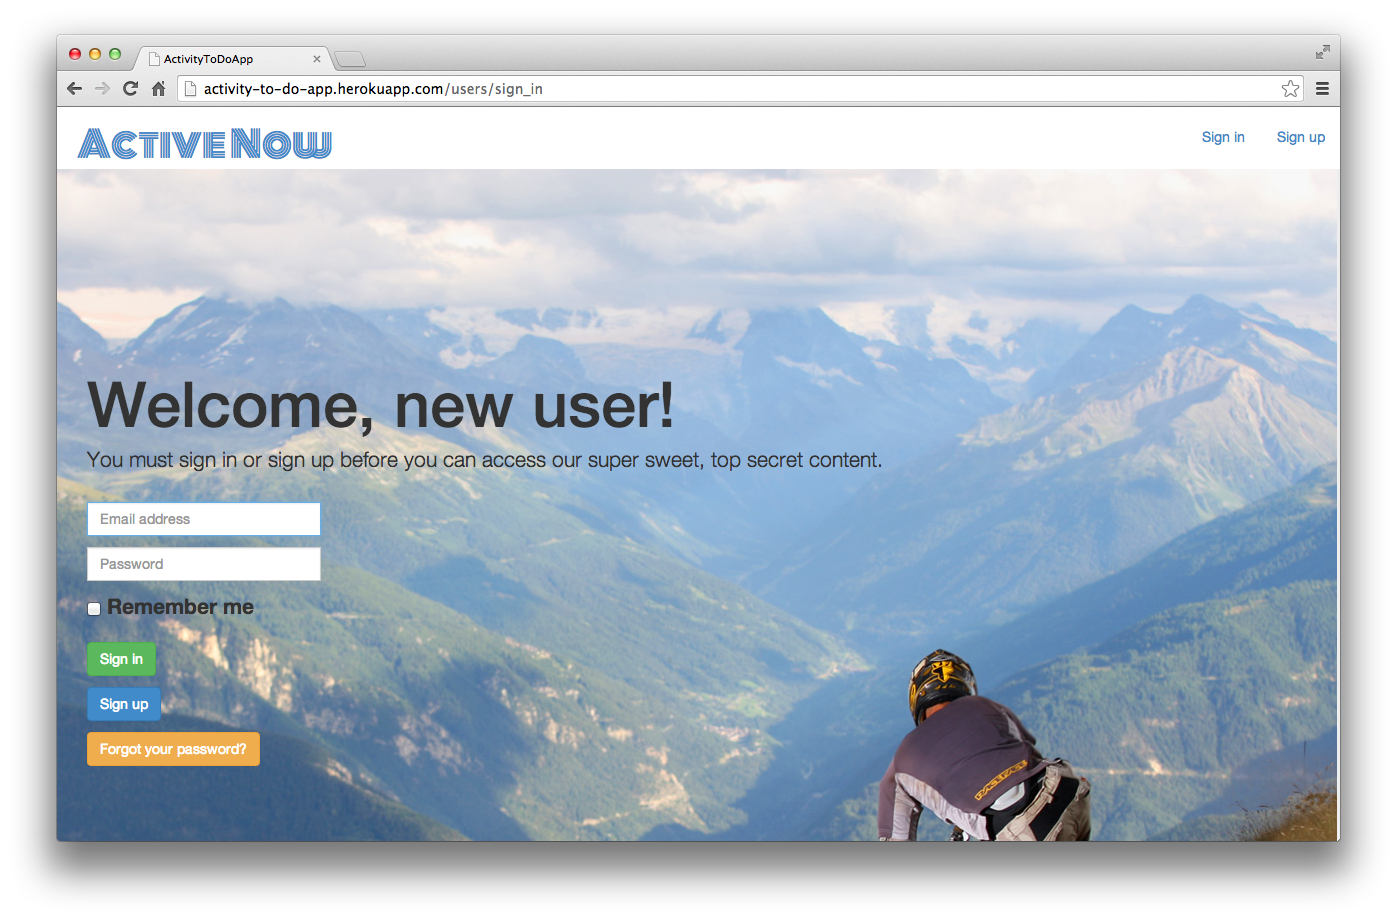 ActivityToDoApp
activity-to-do-app.herokuapp.com/users/sign_in
ActiveNow
Sign in
Sign up
Welcome, new user!
You must sign in or sign up before you can access our super sweet, top secret content.
Email address
Password
Remember me
Sign in
Sign up
Forgot your password?
RACEFACE